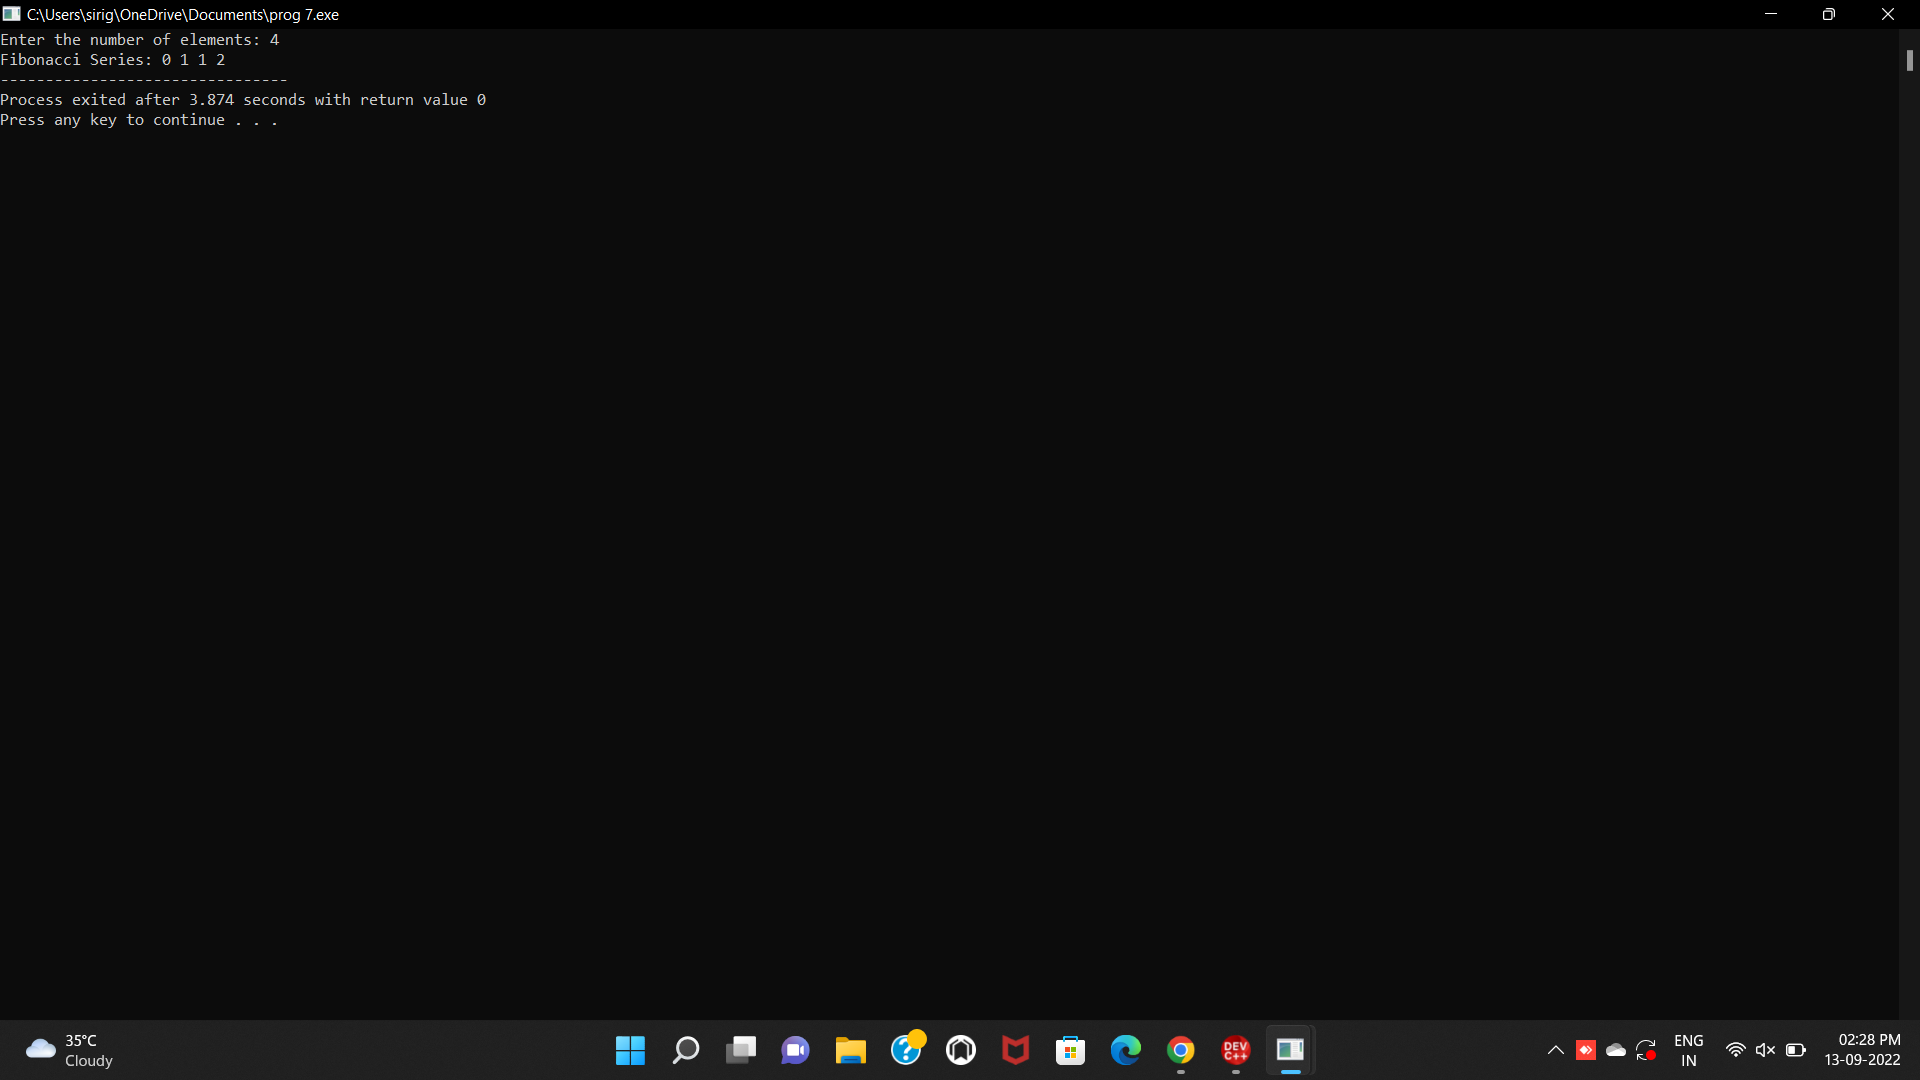 C:\Users\sirig\OneDrive\Documents\prog 7.exe
Enter the number of elements: 4
Fibonacci Series: 0 1 1 2
--------------------------------
Process exited after 3.874 seconds with return value 0
Press any key to continue . . .
35°C
Cloudy
DEV
C++
ENG
IN
02:28 PM
13-09-2022